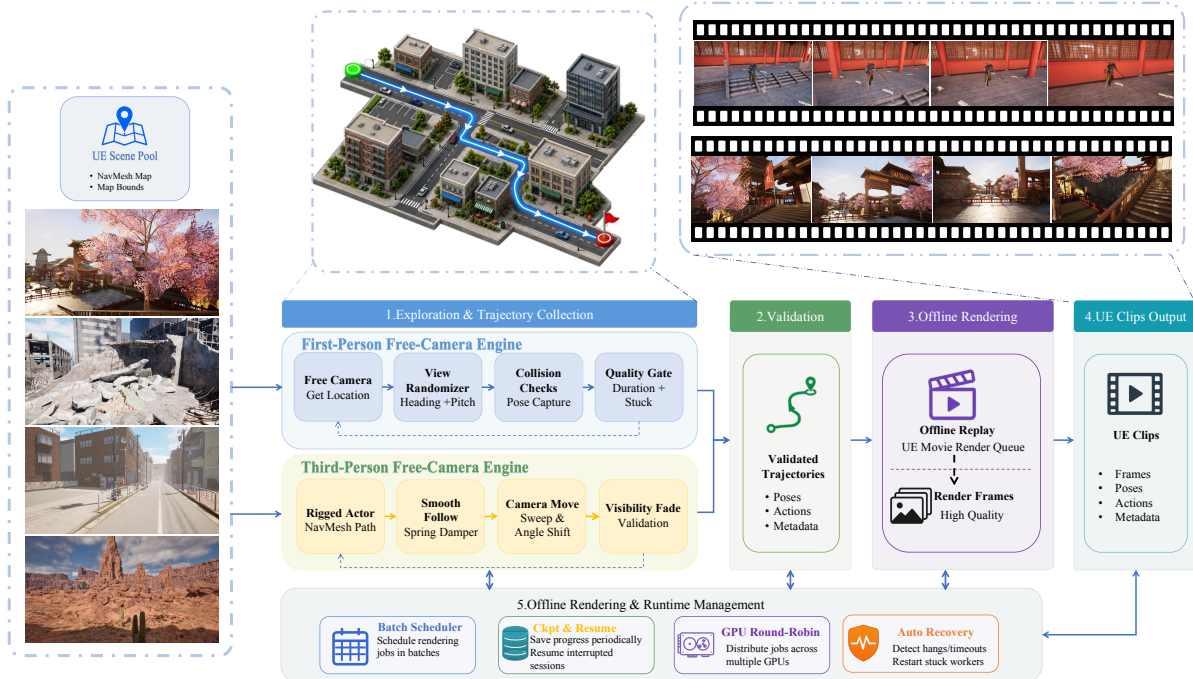 UE Scene Pool
• NavMesh Map
• Map Bounds
1.Exploration & Trajectory Collection
First-Person Free-Camera Engine
Free Camera
Get Location
View
Randomizer
Heading +Pitch
Collision
Checks
Pose Capture
Quality Gate
Duration +
Stuck
Third-Person Free-Camera Engine
Rigged Actor
NavMesh Path
Smooth
Follow
Spring Damper
Camera Move
Sweep &
Angle Shift
Visibility Fade
Validation
2.Validation
Validated
Trajectories
• Poses
• Actions
• Metadata
3.Offline Rendering
Offline Replay
UE Movie Render Queue
Render Frames
High Quality
4.UE Clips Output
UE Clips
• Frames
• Poses
• Actions
• Metadata
5.Offline Rendering & Runtime Management
Batch Scheduler
Schedule rendering
jobs in batches
Ckpt & Resume
Save progress periodically
Resume interrupted
sessions
GPU Round-Robin
Distribute jobs across
multiple GPUs
Auto Recovery
Detect hangs/timeouts
Restart stuck workers